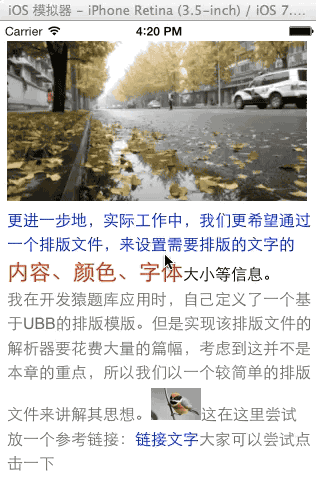 iOS 模拟器 - iPhone Retina (3.5-inch) / iOS 7....
Carrier 4:20 PM
更进一步地，实际工作中，我们更希望通过
一个排版文件，来设置需要排版的文字的
内容、颜色、字体大小等信息。
我在开发猿题库应用时，自己定义了一个基
于UBB的排版模版。但是实现该排版文件的
解析器要花费大量的篇幅，考虑到这并不是
本章的重点，所以我们以一个较简单的排版
文件来讲解其思想。这在这里尝试
放一个参考链接：链接文字大家可以尝试点
击一下